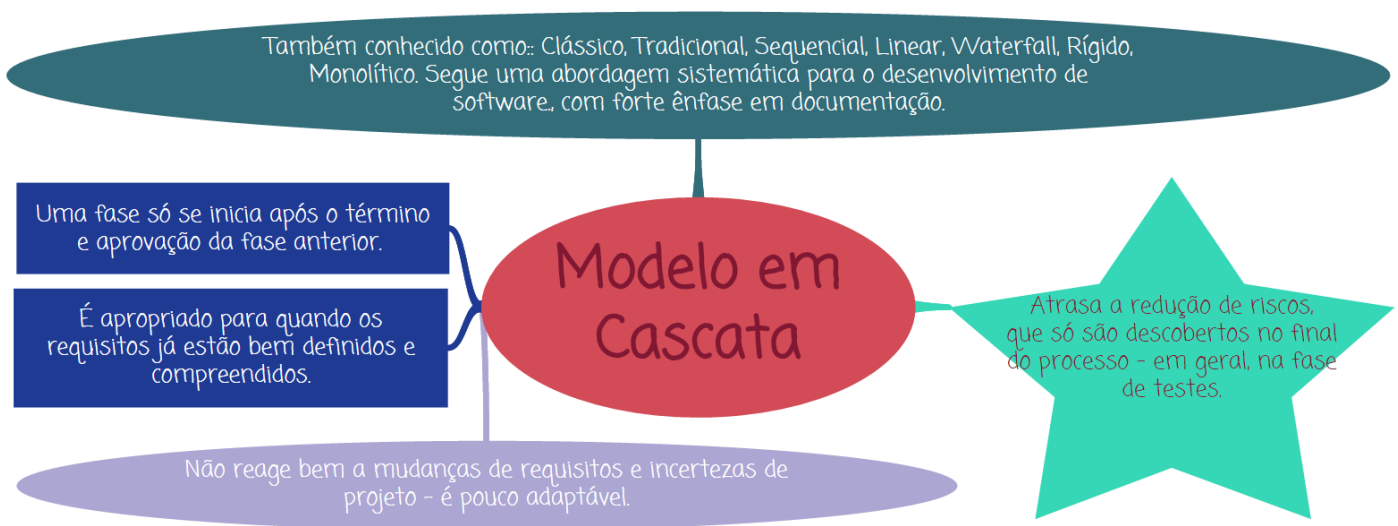 Também conhecido como:: Clássico, Tradicional, Sequencial, Linear, Waterfall, Rígido,
Monolítico. Segue uma abordagem sistemática para o desenvolvimento de
software., com forte ênfase em documentação.
Uma fase só se inicia após o término
e aprovação da fase anterior.
É apropriado para quando os
requisitos já estão bem definidos e
compreendidos.
Modelo em
Cascata
Atrasa a redução de riscos,
que só são descobertos no final
do processo - em geral, na fase
de testes.
Não reage bem a mudanças de requisitos e incertezas de
projeto - é pouco adaptável.